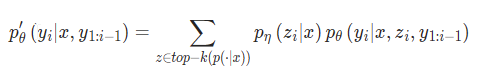 p′_θ (y_i|x, y_{1:i−1}) = ∑_{z∈top−k(p(·|x))} p_η (z_i|x) p_θ (y_i|x, z_i, y_{1:i−1})